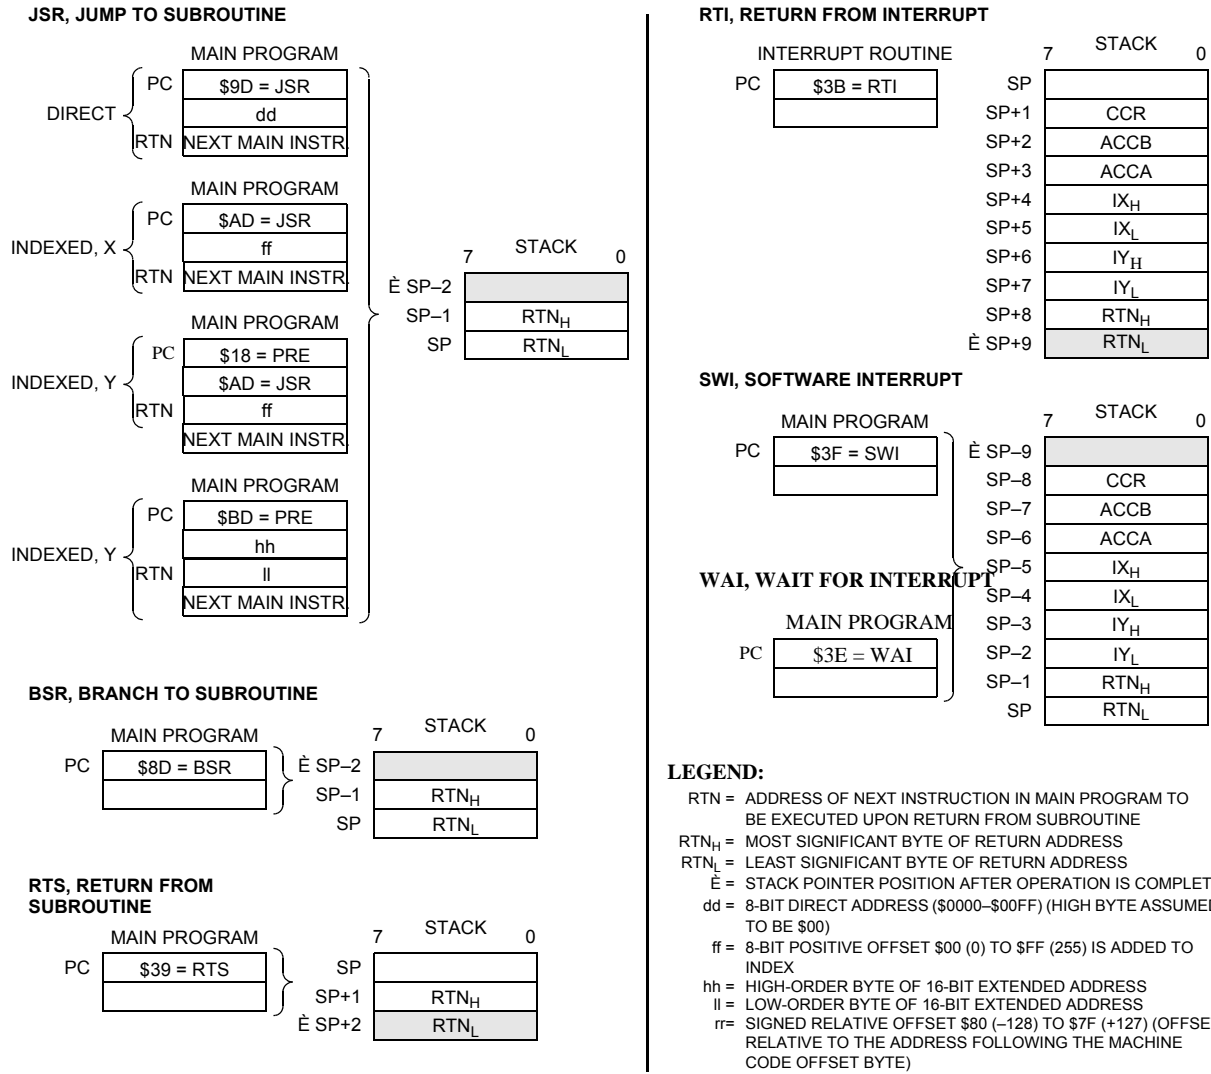 JSR, JUMP TO SUBROUTINE
MAIN PROGRAM
PC $9D = JSR
DIRECT dd
RTN NEXT MAIN INSTR.
MAIN PROGRAM
PC $AD = JSR
INDEXED, X ff
RTN NEXT MAIN INSTR.
MAIN PROGRAM
PC $18 = PRE
INDEXED, Y $AD = JSR
RTN ff
NEXT MAIN INSTR.
MAIN PROGRAM
PC $BD = PRE
INDEXED, Y hh
RTN ll
NEXT MAIN INSTR.
7 STACK 0
È SP–2
SP–1 RTNH
SP RTNL
BSR, BRANCH TO SUBROUTINE
MAIN PROGRAM
PC $8D = BSR
7 STACK 0
È SP–2
SP–1 RTNH
SP RTNL
RTS, RETURN FROM
SUBROUTINE
MAIN PROGRAM
PC $39 = RTS
7 STACK 0
SP
SP+1 RTNH
È SP+2 RTNL
RTI, RETURN FROM INTERRUPT
INTERRUPT ROUTINE
PC $3B = RTI
7 STACK 0
SP
SP+1 CCR
SP+2 ACCB
SP+3 ACCA
SP+4 IXH
SP+5 IXL
SP+6 IYH
SP+7 IYL
SP+8 RTNH
È SP+9 RTNL
SWI, SOFTWARE INTERRUPT
MAIN PROGRAM
PC $3F = SWI
WAI, WAIT FOR INTERRUPT
MAIN PROGRAM
PC $3E = WAI
7 STACK 0
È SP–9
SP–8 CCR
SP–7 ACCB
SP–6 ACCA
SP–5 IXH
SP–4 IXL
SP–3 IYH
SP–2 IYL
SP–1 RTNH
SP RTNL
LEGEND:
RTN = ADDRESS OF NEXT INSTRUCTION IN MAIN PROGRAM TO
BE EXECUTED UPON RETURN FROM SUBROUTINE
RTNH = MOST SIGNIFICANT BYTE OF RETURN ADDRESS
RTNL = LEAST SIGNIFICANT BYTE OF RETURN ADDRESS
È = STACK POINTER POSITION AFTER OPERATION IS COMPLET
dd = 8-BIT DIRECT ADDRESS ($0000–$00FF) (HIGH BYTE ASSUME
TO BE $00)
ff = 8-BIT POSITIVE OFFSET $00 (0) TO $FF (255) IS ADDED TO
INDEX
hh = HIGH-ORDER BYTE OF 16-BIT EXTENDED ADDRESS
ll = LOW-ORDER BYTE OF 16-BIT EXTENDED ADDRESS
rr= SIGNED RELATIVE OFFSET $80 (–128) TO $7F (+127) (OFFSE
RELATIVE TO THE ADDRESS FOLLOWING THE MACHINE
CODE OFFSET BYTE)